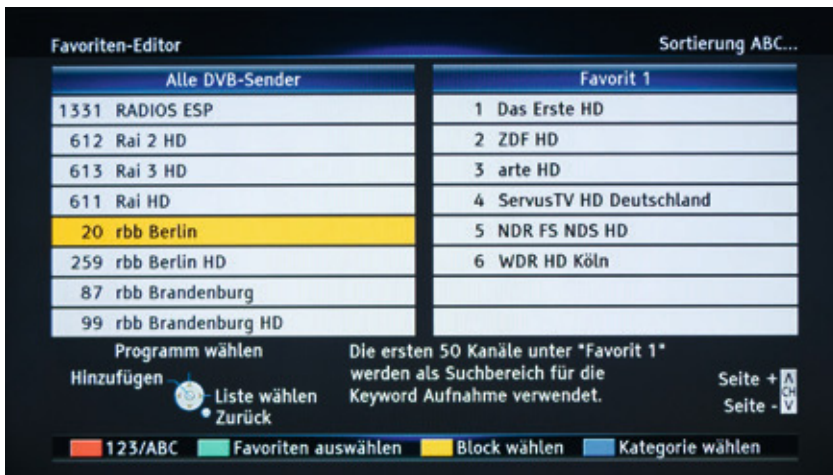 Favoriten-Editor
Sortierung ABC...
Alle DVB-Sender
1331 RADIOS ESP
612 Rai 2 HD
613 Rai 3 HD
611 Rai HD
20 rbb Berlin
259 rbb Berlin HD
87 rbb Brandenburg
99 rbb Brandenburg HD
Favorit 1
1 Das Erste HD
2 ZDF HD
3 arte HD
4 ServusTV HD Deutschland
5 NDR FS NDS HD
6 WDR HD Köln
Programm wählen
Hinzufügen
Liste wählen
Zurück
Die ersten 50 Kanäle unter "Favorit 1"
werden als Suchbereich für die
Keyword Aufnahme verwendet.
Seite +
CH
Seite -
123/ABC Favoriten auswählen Block wählen Kategorie wählen